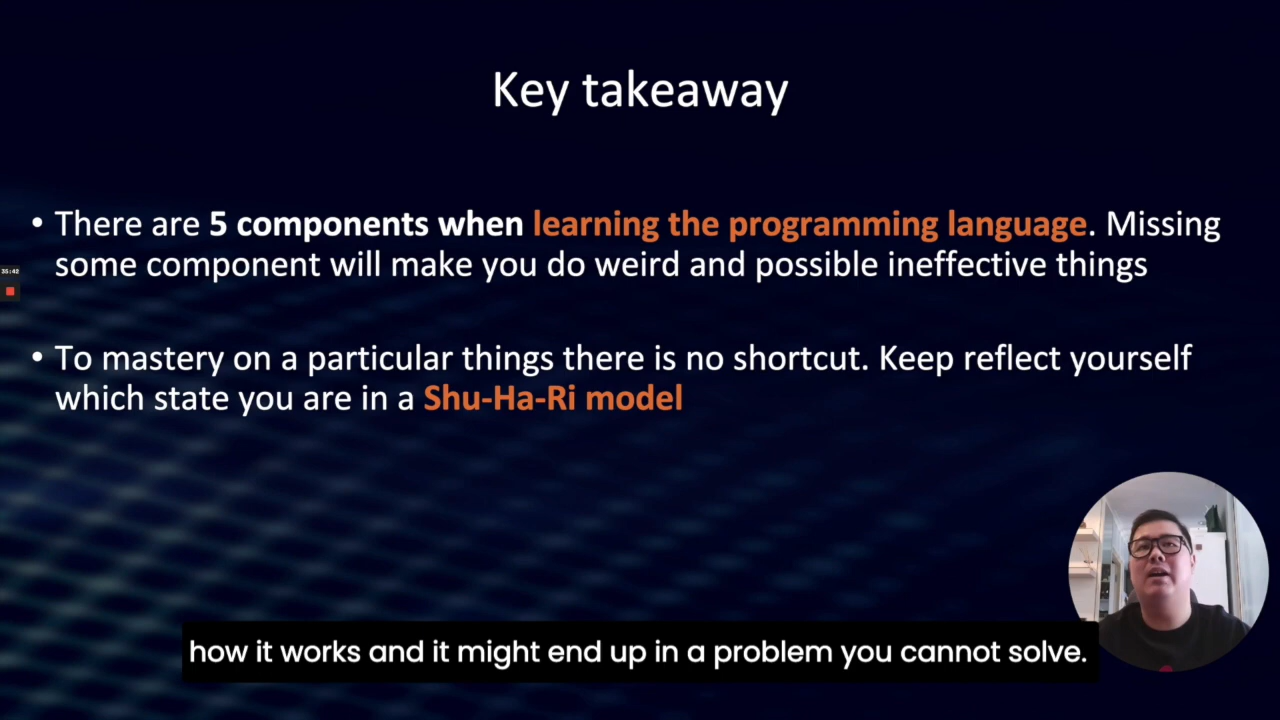 Key takeaway
• There are 5 components when learning the programming language. Missing
some component will make you do weird and possible ineffective things
35:42
• To mastery on a particular things there is no shortcut. Keep reflect yourself
which state you are in a Shu-Ha-Ri model
how it works and it might end up in a problem you cannot solve.